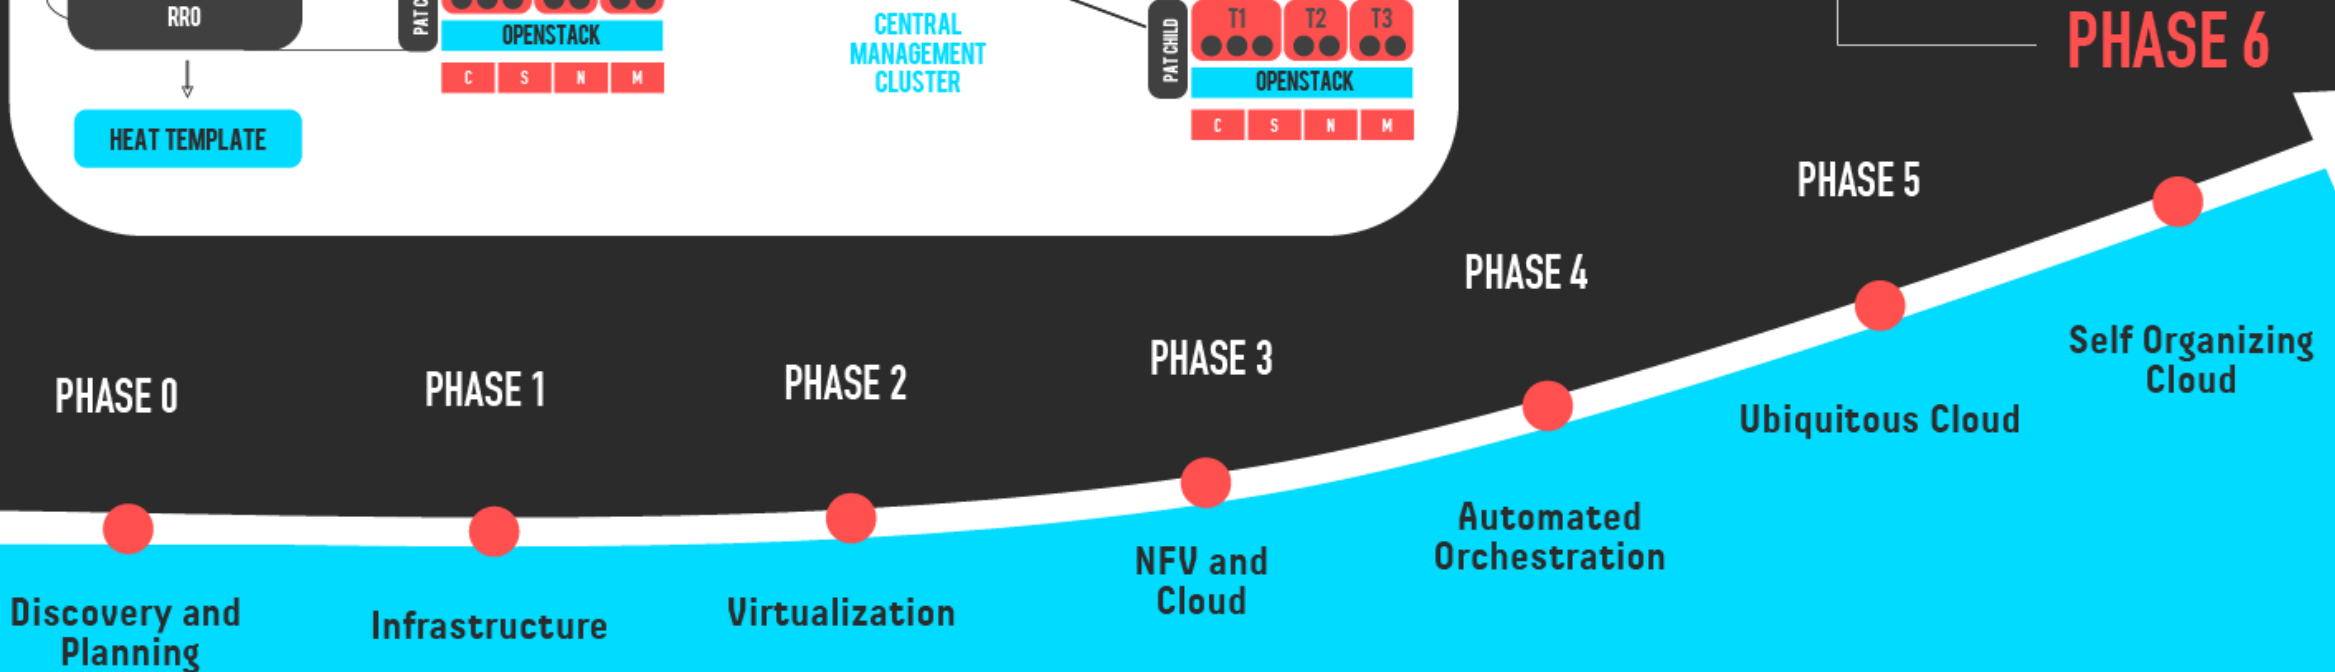 RRO
HEAT TEMPLATE
OPENSTACK
C S N M
CENTRAL
MANAGEMENT
CLUSTER
PAT CHILD
T1 T2 T3
OPENSTACK
C S N M
PHASE 6
PHASE 5
PHASE 4
PHASE 3
PHASE 2
PHASE 1
PHASE 0
Discovery and
Planning
Infrastructure
Virtualization
NFV and
Cloud
Automated
Orchestration
Ubiquitous Cloud
Self Organizing
Cloud